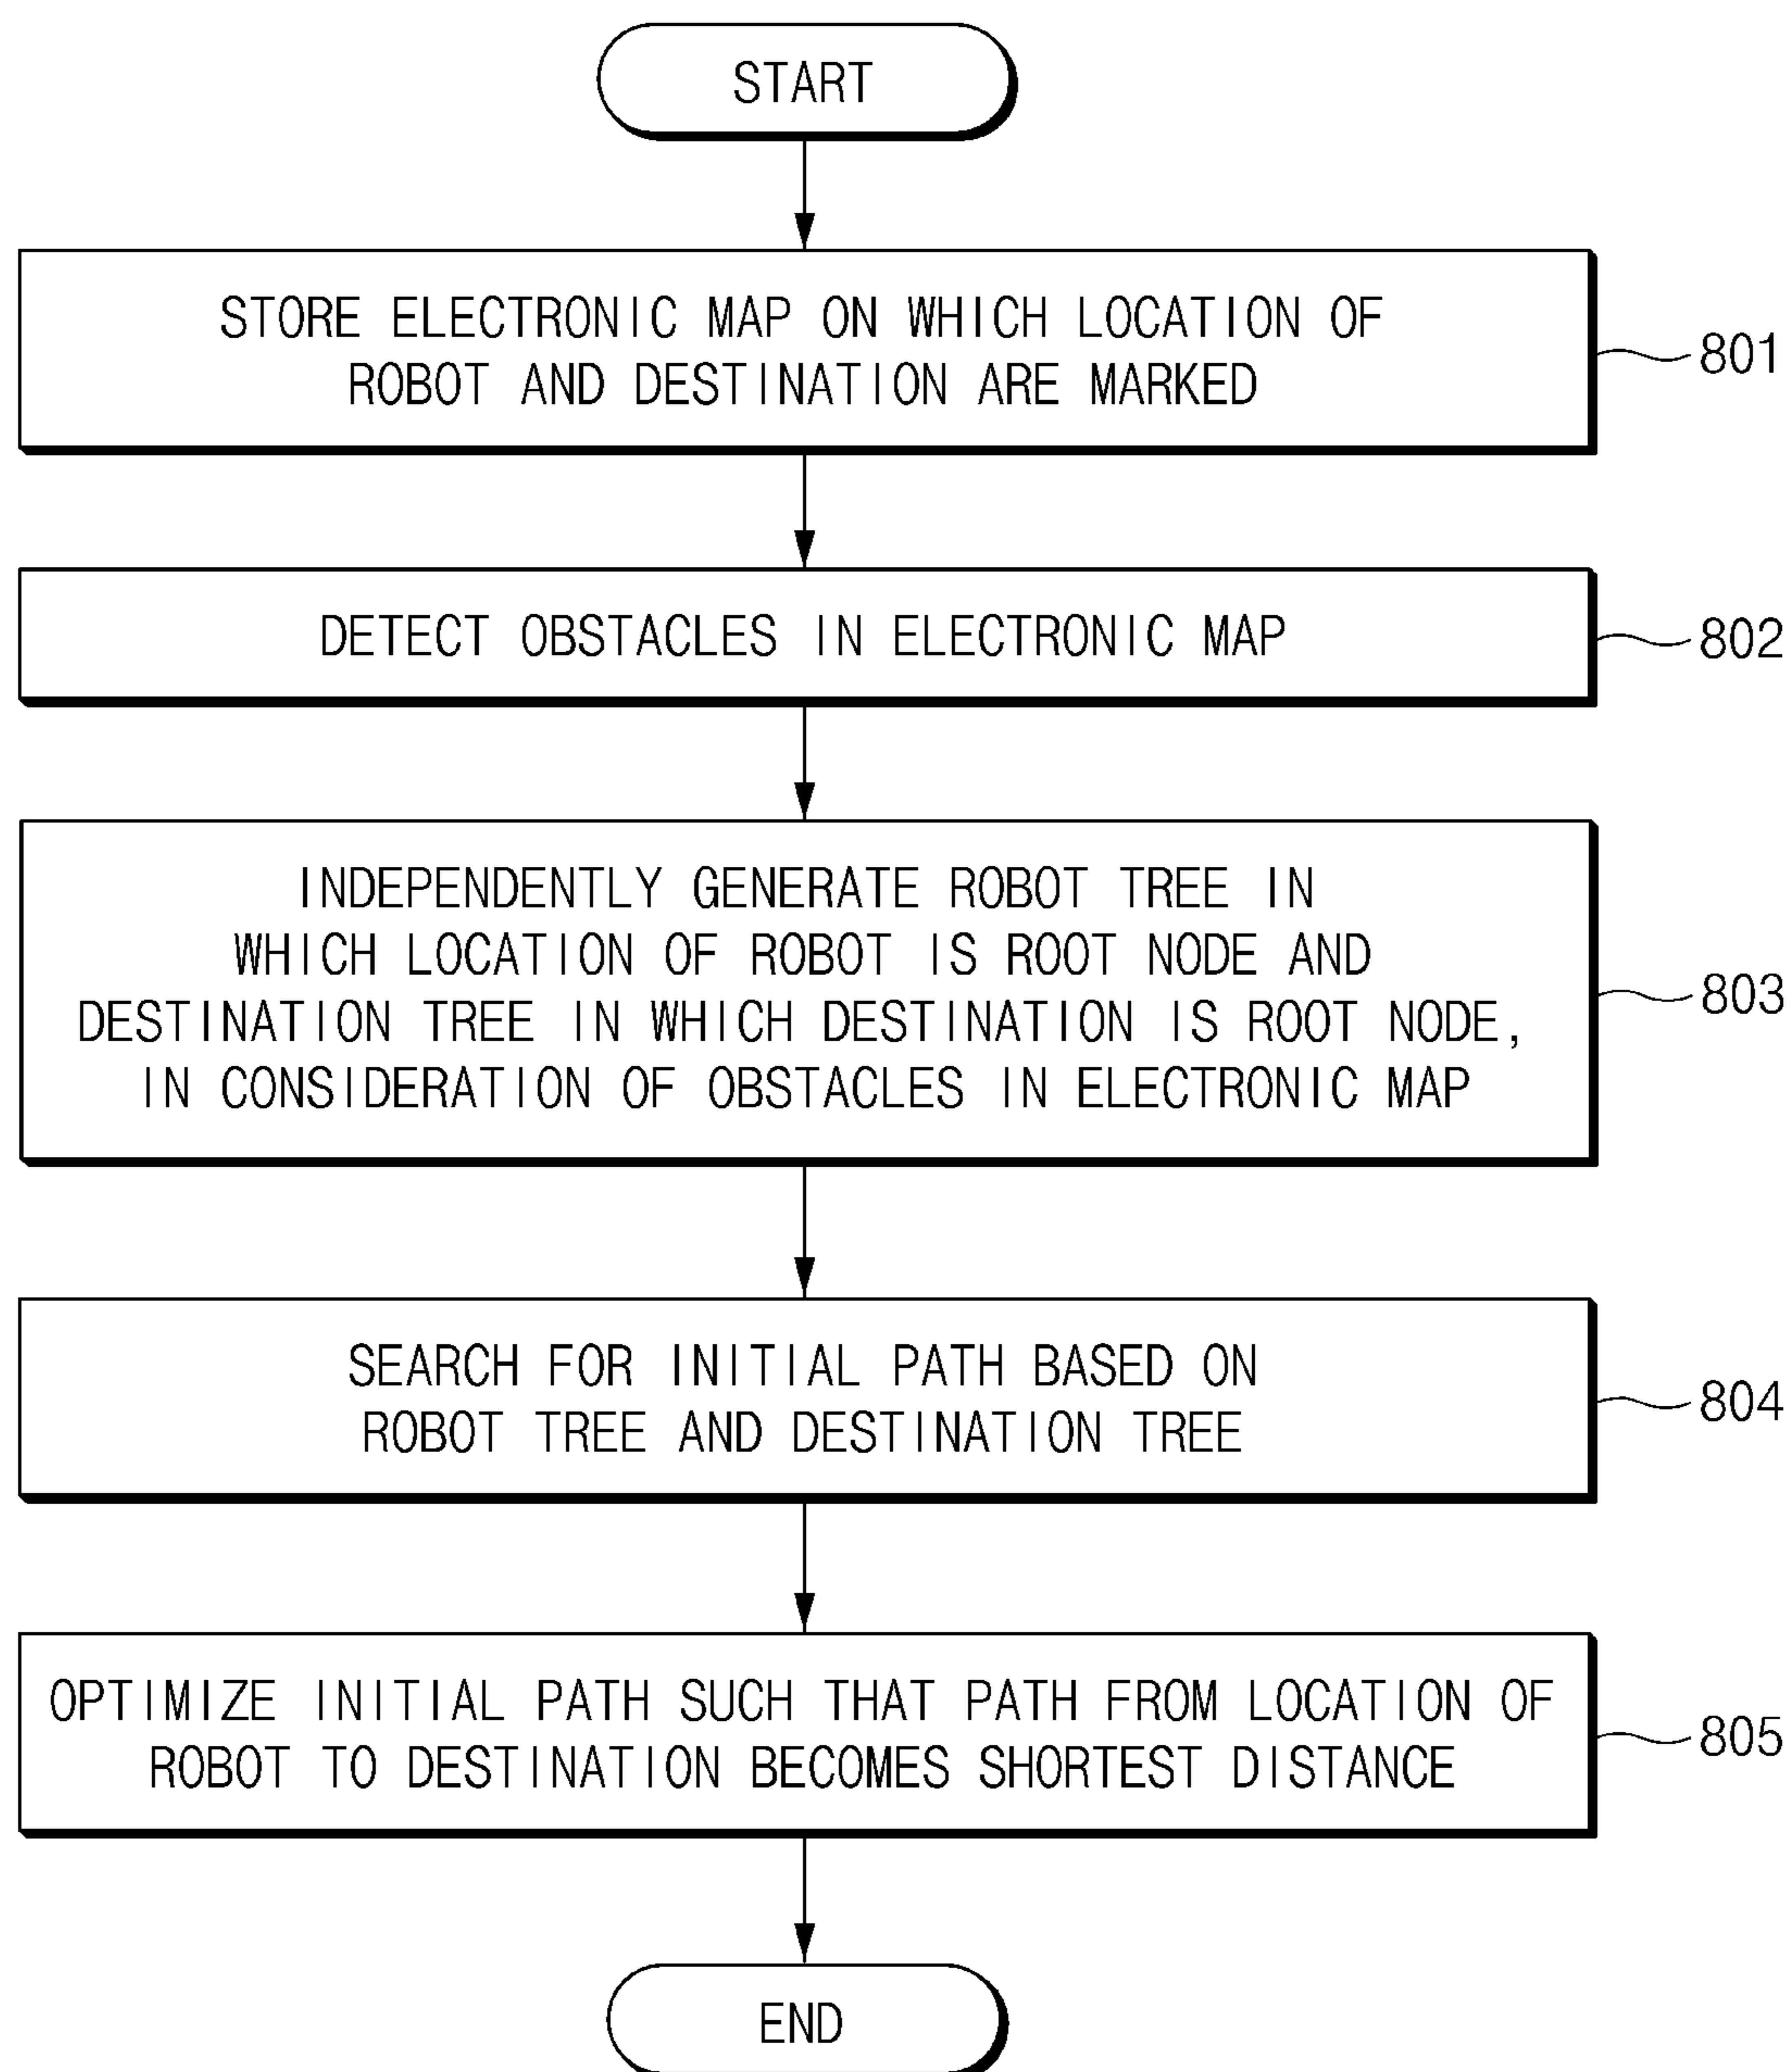 START
STORE ELECTRONIC MAP ON WHICH LOCATION OF
ROBOT AND DESTINATION ARE MARKED
801
DETECT OBSTACLES IN ELECTRONIC MAP
802
INDEPENDENTLY GENERATE ROBOT TREE IN
WHICH LOCATION OF ROBOT IS ROOT NODE AND
DESTINATION TREE IN WHICH DESTINATION IS ROOT NODE,
IN CONSIDERATION OF OBSTACLES IN ELECTRONIC MAP
803
SEARCH FOR INITIAL PATH BASED ON
ROBOT TREE AND DESTINATION TREE
804
OPTIMIZE INITIAL PATH SUCH THAT PATH FROM LOCATION OF
ROBOT TO DESTINATION BECOMES SHORTEST DISTANCE
805
END